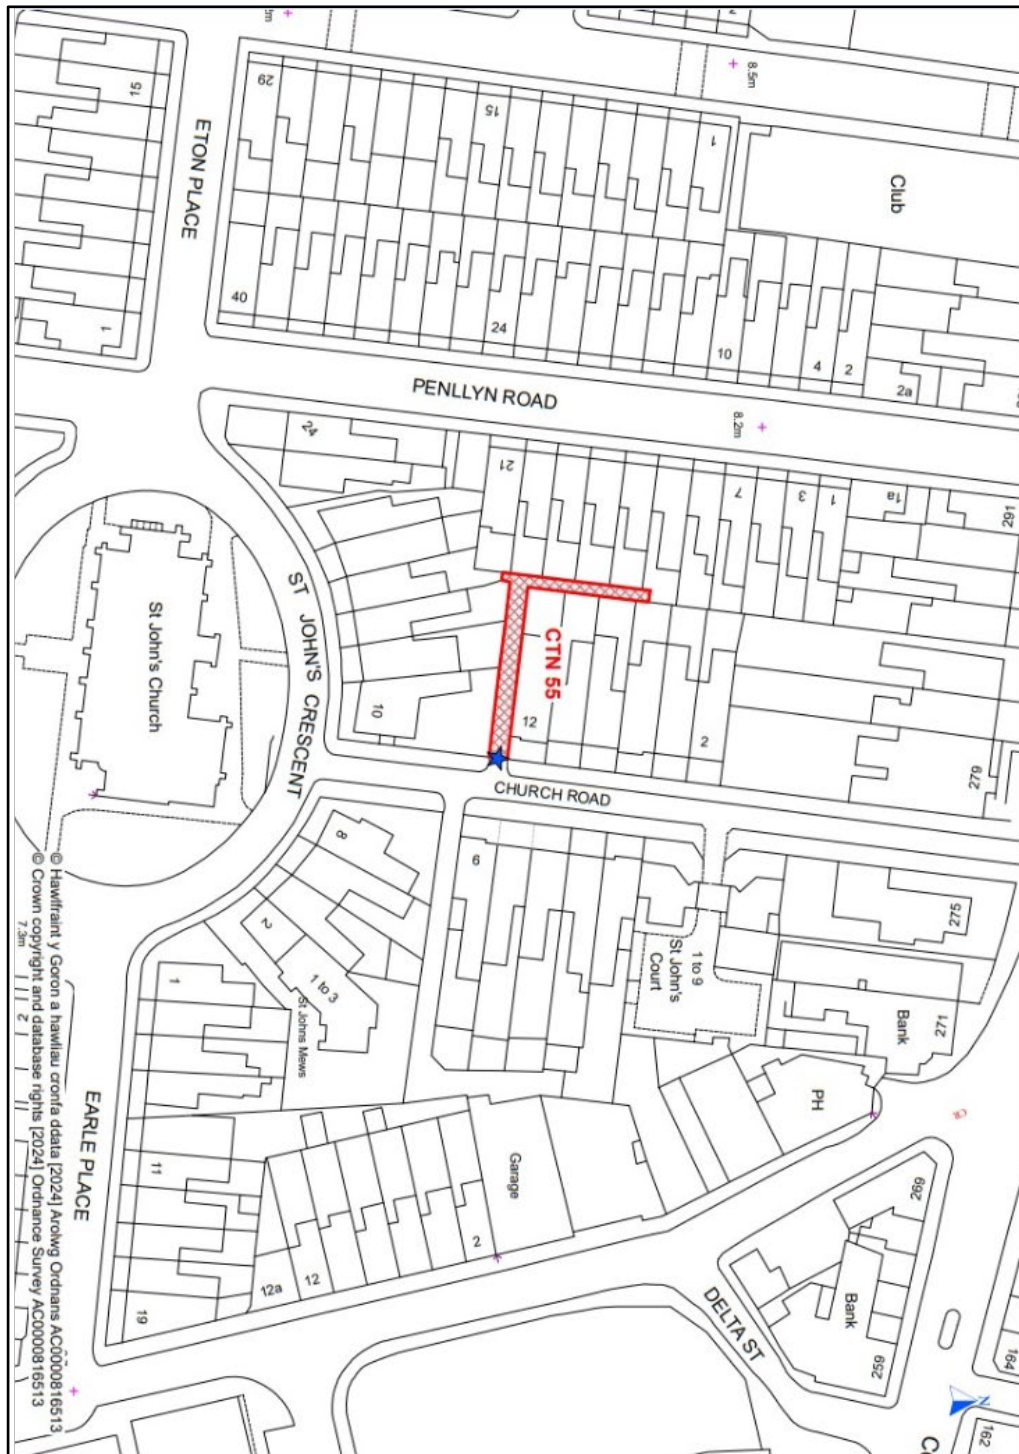 8.5m
29
15
1
Club
15
ETON PLACE
40
24
10
4
2
2a
1
PENLLYN ROAD
8.2m
24
21
7
3
1
1a
291
ST JOHN'S CRESCENT
St John's Church
CTN 55
10
12
2
279
CHURCH ROAD
8
6
275
2
1 to 9
St John's
Court
1 to 3
St Johns Mews
1
Bank
271
PH
CR
EARLE PLACE
11
Garage
2
12
12a
19
269
Bank
259
DELTA ST
164
162
N
7.3m
2
© Hawlfraint y Goron a hawliau cronfa ddata [2024] Arolwg Ordnans AC0000816513
© Crown copyright and database rights [2024] Ordnance Survey AC0000816513